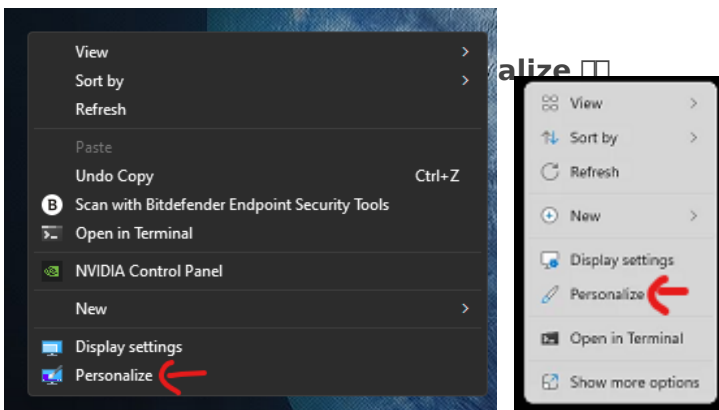 View
Sort by
Refresh
Paste
Undo Copy Ctrl+Z
B Scan with Bitdefender Endpoint Security Tools
Open in Terminal
NVIDIA Control Panel
New
Display settings
Personalize
alize
View
Sort by
Refresh
New
Display settings
Personalize
Open in Terminal
Show more options